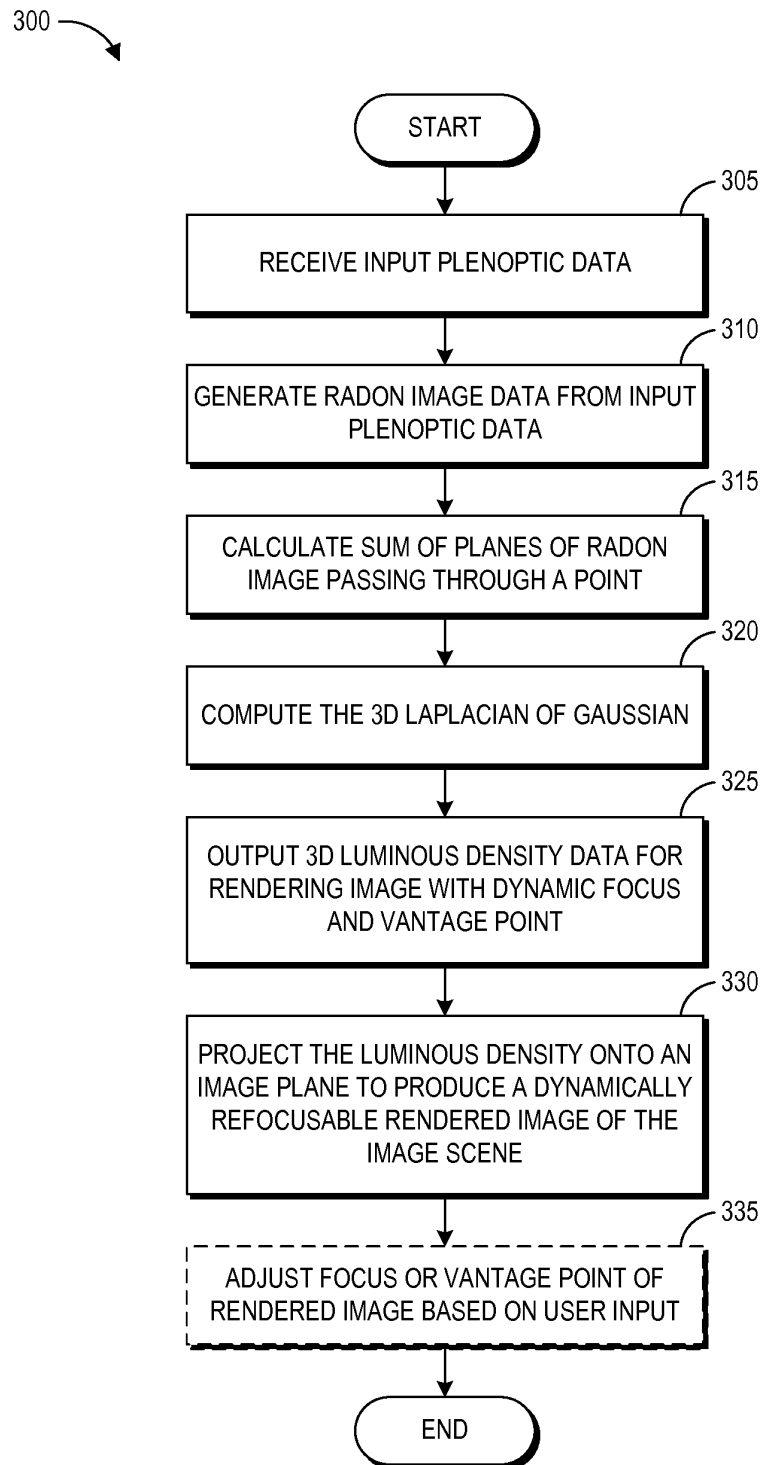 300
START
305
RECEIVE INPUT PLENOPTIC DATA
310
GENERATE RADON IMAGE DATA FROM INPUT
PLENOPTIC DATA
315
CALCULATE SUM OF PLANES OF RADON
IMAGE PASSING THROUGH A POINT
320
COMPUTE THE 3D LAPLACIAN OF GAUSSIAN
325
OUTPUT 3D LUMINOUS DENSITY DATA FOR
RENDERING IMAGE WITH DYNAMIC FOCUS
AND VANTAGE POINT
330
PROJECT THE LUMINOUS DENSITY ONTO AN
IMAGE PLANE TO PRODUCE A DYNAMICALLY
REFOCUSABLE RENDERED IMAGE OF THE
IMAGE SCENE
335
ADJUST FOCUS OR VANTAGE POINT OF
RENDERED IMAGE BASED ON USER INPUT
END